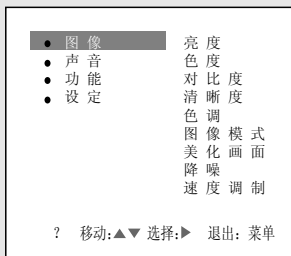 ● 图像
● 声音
● 功能
● 设定
亮度
色度
对比度
清晰度
色调
图像模式
美化画面
降噪
速度调制
? 移动:▲▼ 选择:▶ 退出: 菜单